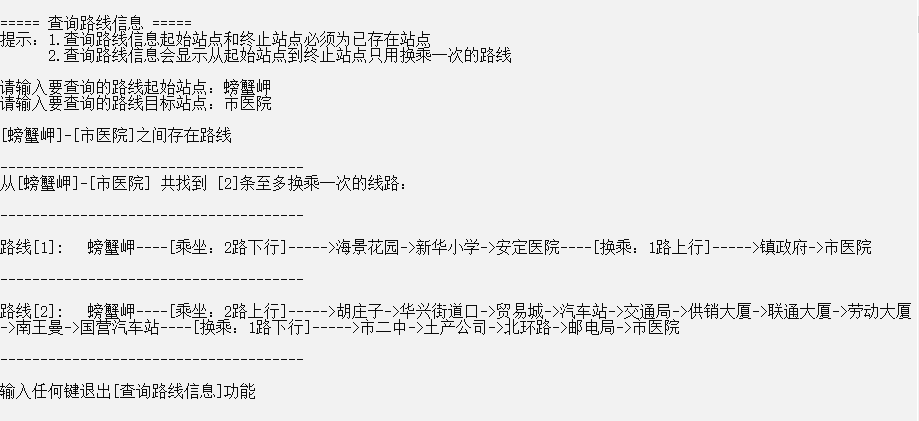 ===== 查询路线信息 =====
提示：1.查询路线信息起始站点和终止站点必须为已存在站点
2.查询路线信息会显示从起始站点到终止站点只用换乘一次的路线
请输入要查询的路线起始站点：螃蟹岬
请输入要查询的路线目标站点：市医院
[螃蟹岬]-[市医院]之间存在路线
--------------------------------------
从[螃蟹岬]-[市医院] 共找到 [2]条至多换乘一次的线路：
--------------------------------------
路线[1]:   螃蟹岬----[乘坐：2路下行]----->海景花园->新华小学->安定医院----[换乘：1路上行]----->镇政府->市医院
--------------------------------------
路线[2]:   螃蟹岬----[乘坐：2路上行]----->胡庄子->华兴街道口->贸易城->汽车站->交通局->供销大厦->联通大厦->劳动大厦
->南王曼->国营汽车站----[换乘：1路下行]----->市二中->土产公司->北环路->邮电局->市医院
--------------------------------------
输入任何键退出[查询路线信息]功能